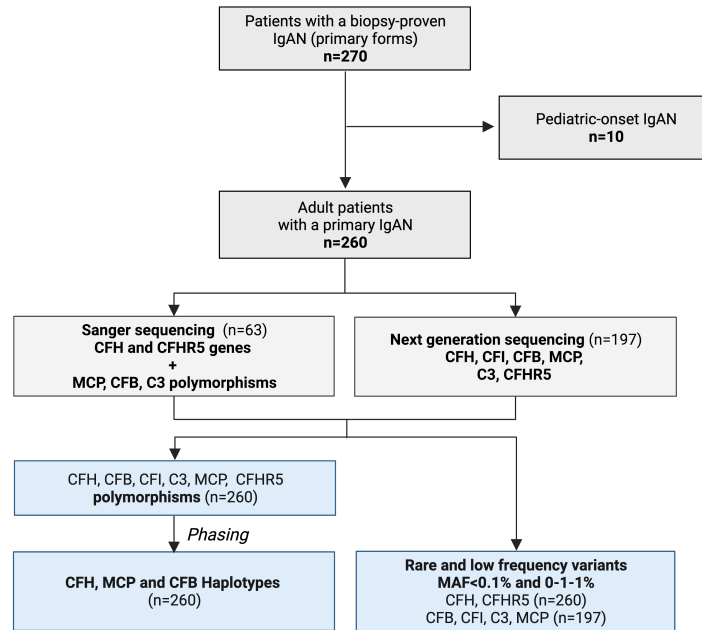 Patients with a biopsy-proven
IgAN (primary forms)
n=270
Pediatric-onset IgAN
n=10
Adult patients
with a primary IgAN
n=260
Sanger sequencing (n=63)
CFH and CFHR5 genes
+
MCP, CFB, C3 polymorphisms
Next generation sequencing (n=197)
CFH, CFI, CFB, MCP,
C3, CFHR5
CFH, CFB, CFI, C3, MCP, CFHR5
polymorphisms (n=260)
Phasing
CFH, MCP and CFB Haplotypes
(n=260)
Rare and low frequency variants
MAF<0.1% and 0-1-1%
CFH, CFHR5 (n=260)
CFB, CFI, C3, MCP (n=197)